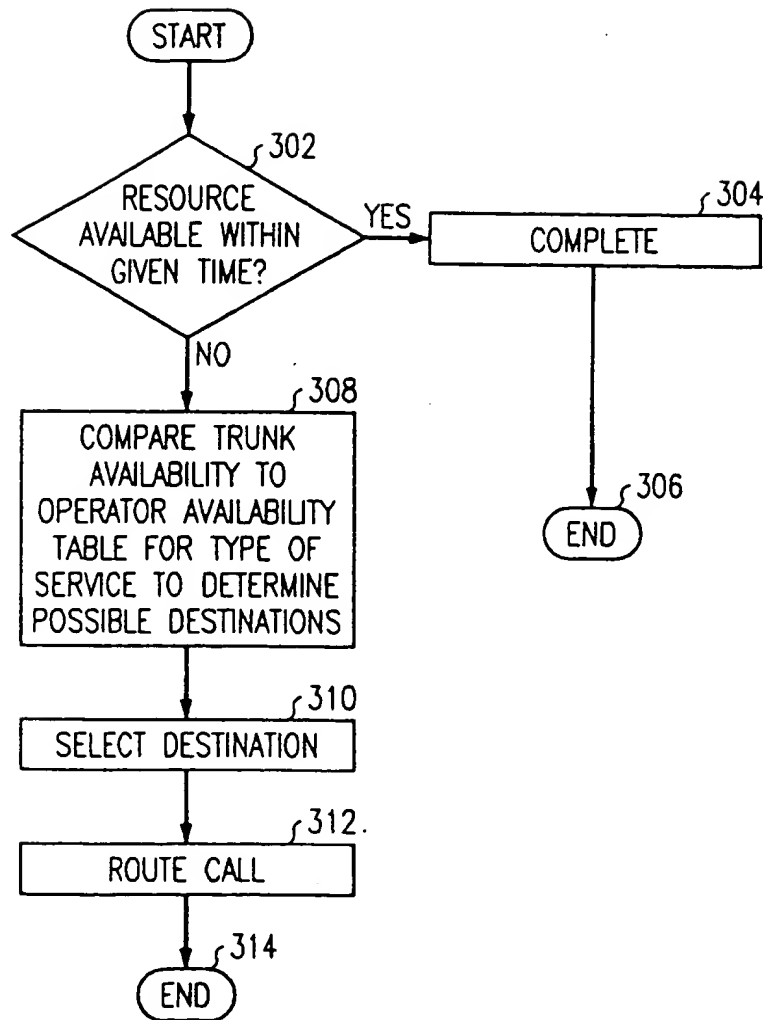 START
302
RESOURCE
AVAILABLE WITHIN
GIVEN TIME?
YES
304
COMPLETE
NO
308
COMPARE TRUNK
AVAILABILITY TO
OPERATOR AVAILABILITY
TABLE FOR TYPE OF
SERVICE TO DETERMINE
POSSIBLE DESTINATIONS
306
END
310
SELECT DESTINATION
312.
ROUTE CALL
314
END